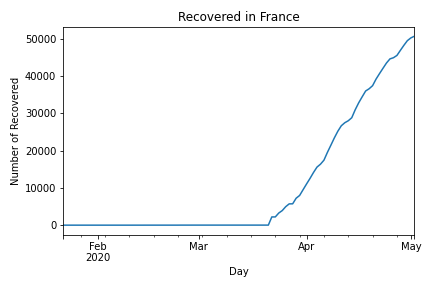 Recovered in France
Number of Recovered
50000
40000
30000
20000
10000
0
Feb
2020
Mar
Apr
May
Day